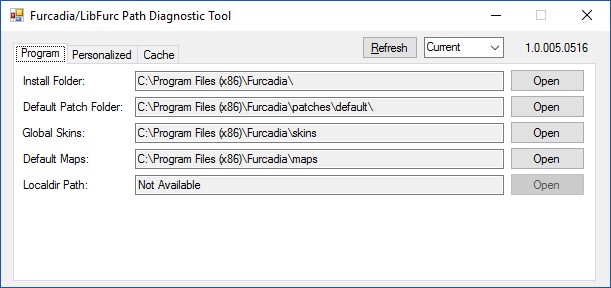 Furcadia/LibFurc Path Diagnostic Tool
Program Personalized Cache Refresh Current 1.0.005.0516
Install Folder: C:\Program Files (x86)\Furcadia\ Open
Default Patch Folder: C:\Program Files (x86)\Furcadia\patches\default\ Open
Global Skins: C:\Program Files (x86)\Furcadia\skins Open
Default Maps: C:\Program Files (x86)\Furcadia\maps Open
Localdir Path: Not Available Open